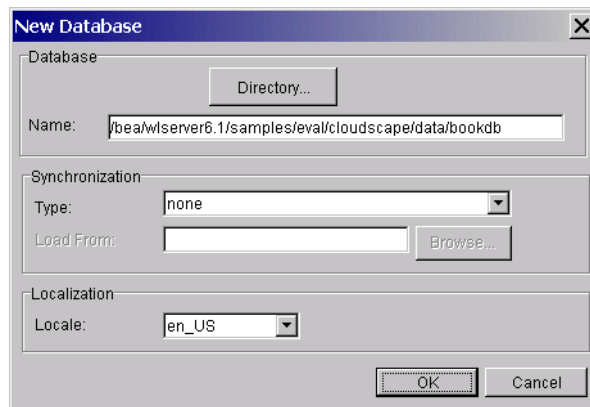 New Database
Database
Directory...
Name: /bea/wlserver6.1/samples/eval/cloudscape/data/bookdb
Synchronization
Type: none
Load From: Browse...
Localization
Locale: en_US
OK Cancel